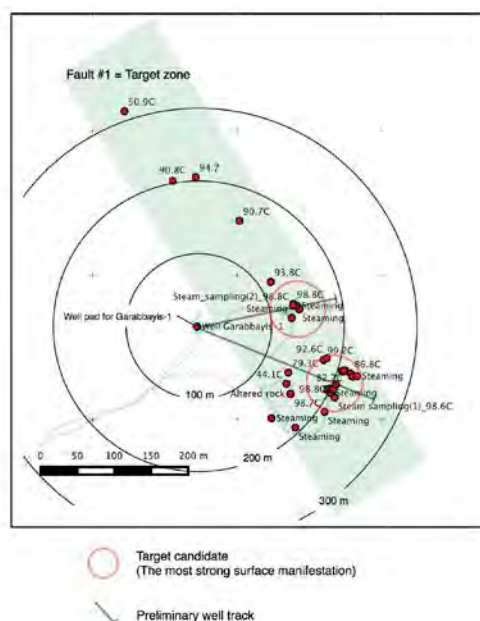 Fault #1 = Target zone
50.9C
90.8C
94.7
90.7C
93.8C
Steam_sampling(2)_98.8C
98.8C
Steaming
Steaming
Steaming
Well pad for Garabbayis-1
Well Garabbayis-1
92.6C
99.2C
29.3C
86.8C
Steaming
44.1C
98.8C
Steaming
Altered rock
98.7C
Steam sampling(1)_98.6C
Steaming
Steaming
Steaming
100 m
200 m
300 m
0
50
100
150
200 m
Target candidate
(The most strong surface manifestation)
Preliminary well track